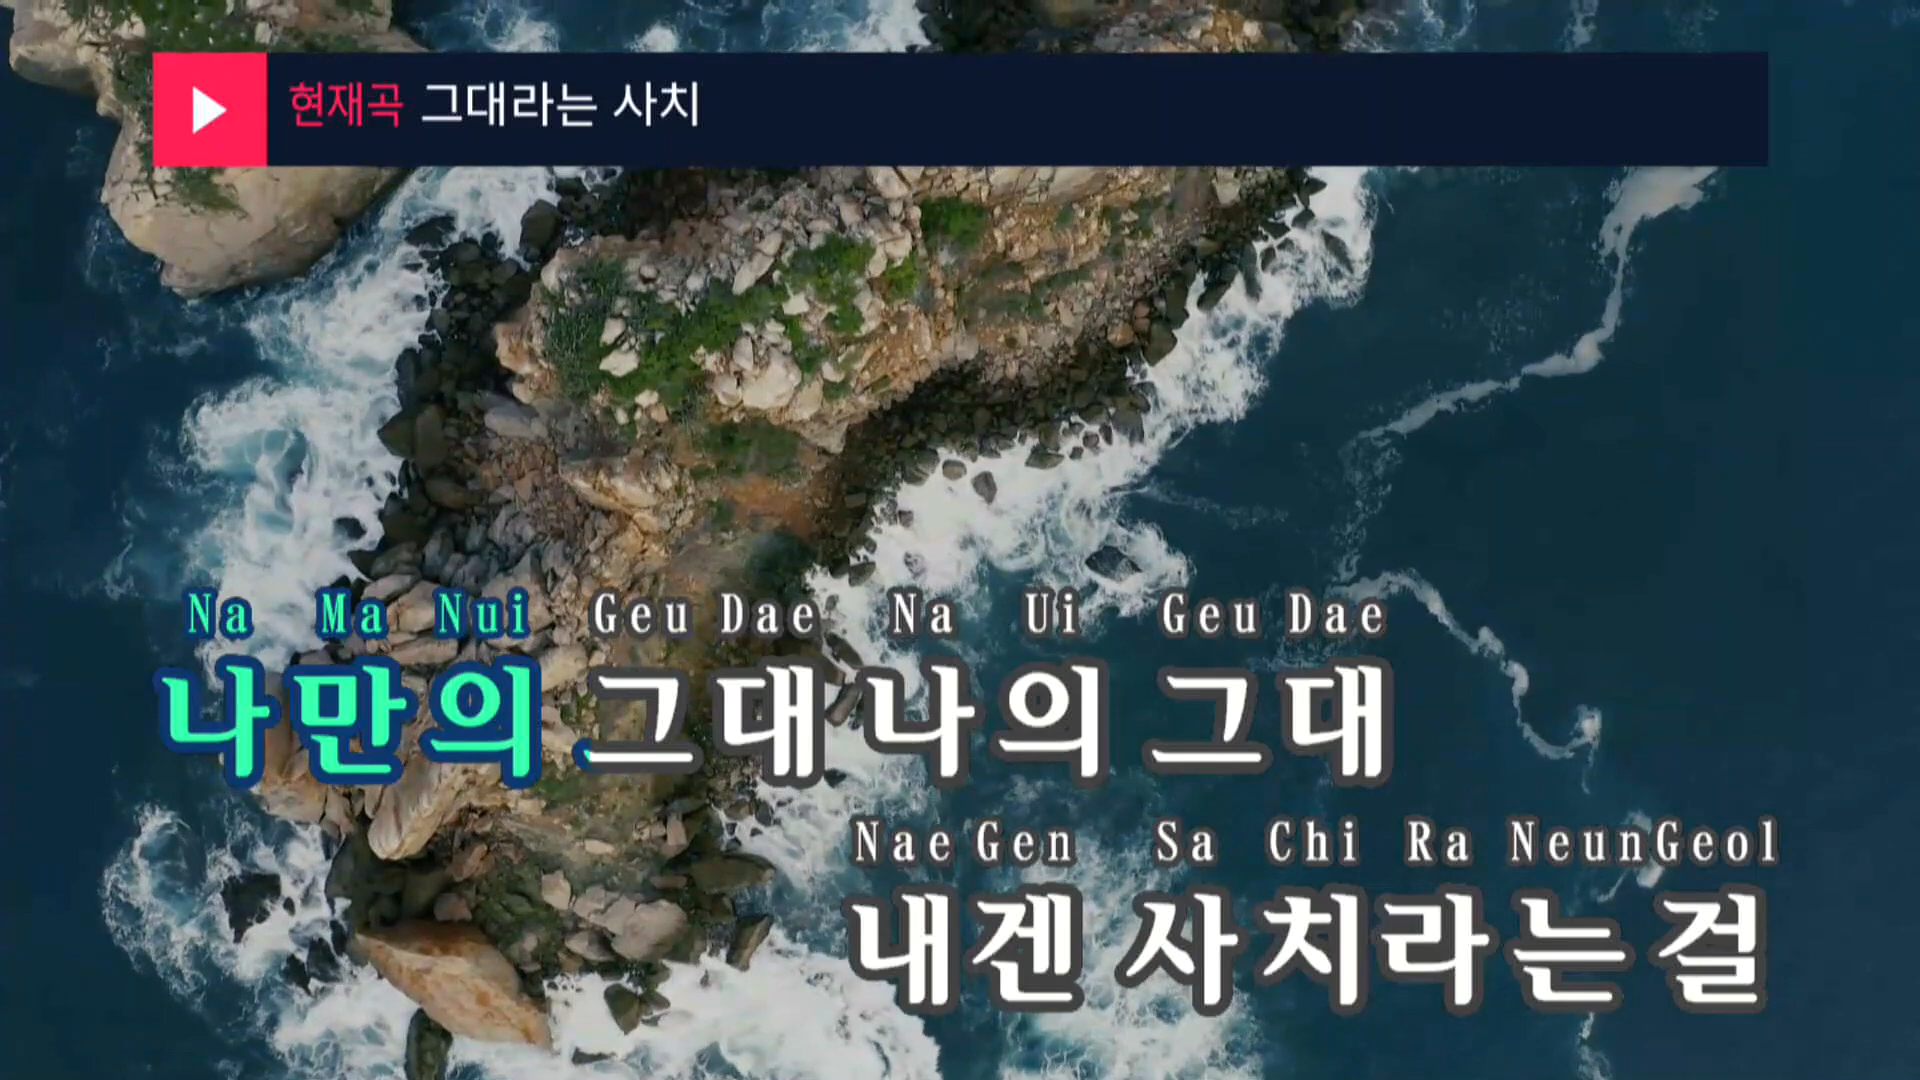 현재곡 그대라는 사치
Na Ma Nui Geu Dae Na Ui Geu Dae
나만의 그대 나의 그대
Nae Gen Sa Chi Ra Neun Geol
내겐 사치라는 걸